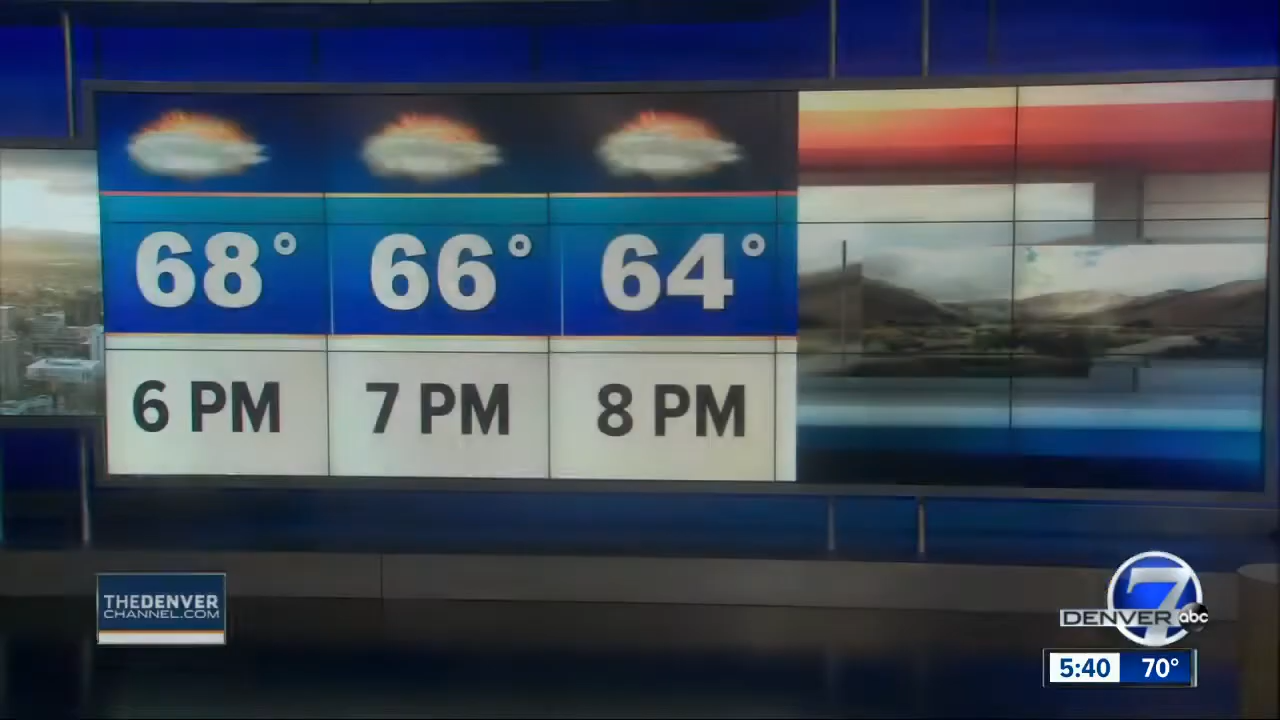 68° 66° 64°
6 PM 7 PM 8 PM
THEDENVER
CHANNEL.COM
7
DENVER abc
5:40 70°